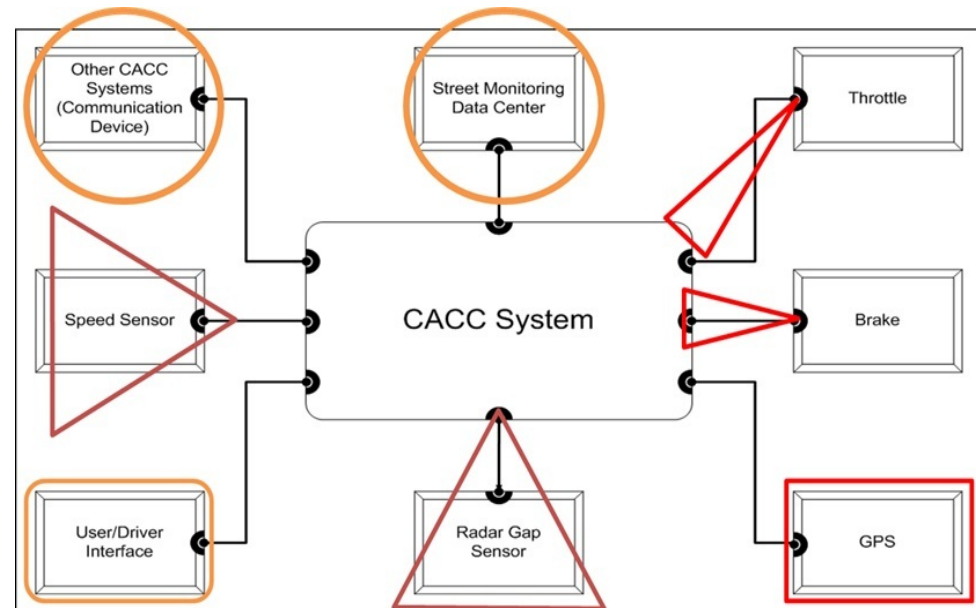 Other CACC
Systems
(Communication
Device)
Street Monitoring
Data Center
Throttle
Speed Sensor
CACC System
Brake
User/Driver
Interface
Radar Gap
Sensor
GPS